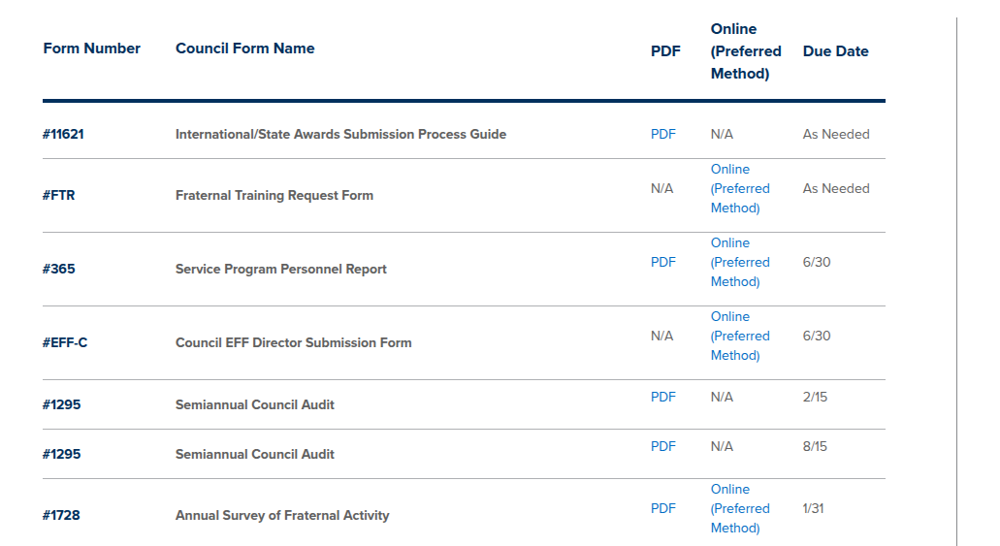 Form Number Council Form Name PDF Online (Preferred Method) Due Date
#11621 International/State Awards Submission Process Guide PDF N/A As Needed
#FTR Fraternal Training Request Form N/A Online (Preferred Method) As Needed
#365 Service Program Personnel Report PDF Online (Preferred Method) 6/30
#EFF-C Council EFF Director Submission Form N/A Online (Preferred Method) 6/30
#1295 Semiannual Council Audit PDF N/A 2/15
#1295 Semiannual Council Audit PDF N/A 8/15
#1728 Annual Survey of Fraternal Activity PDF Online (Preferred Method) 1/31